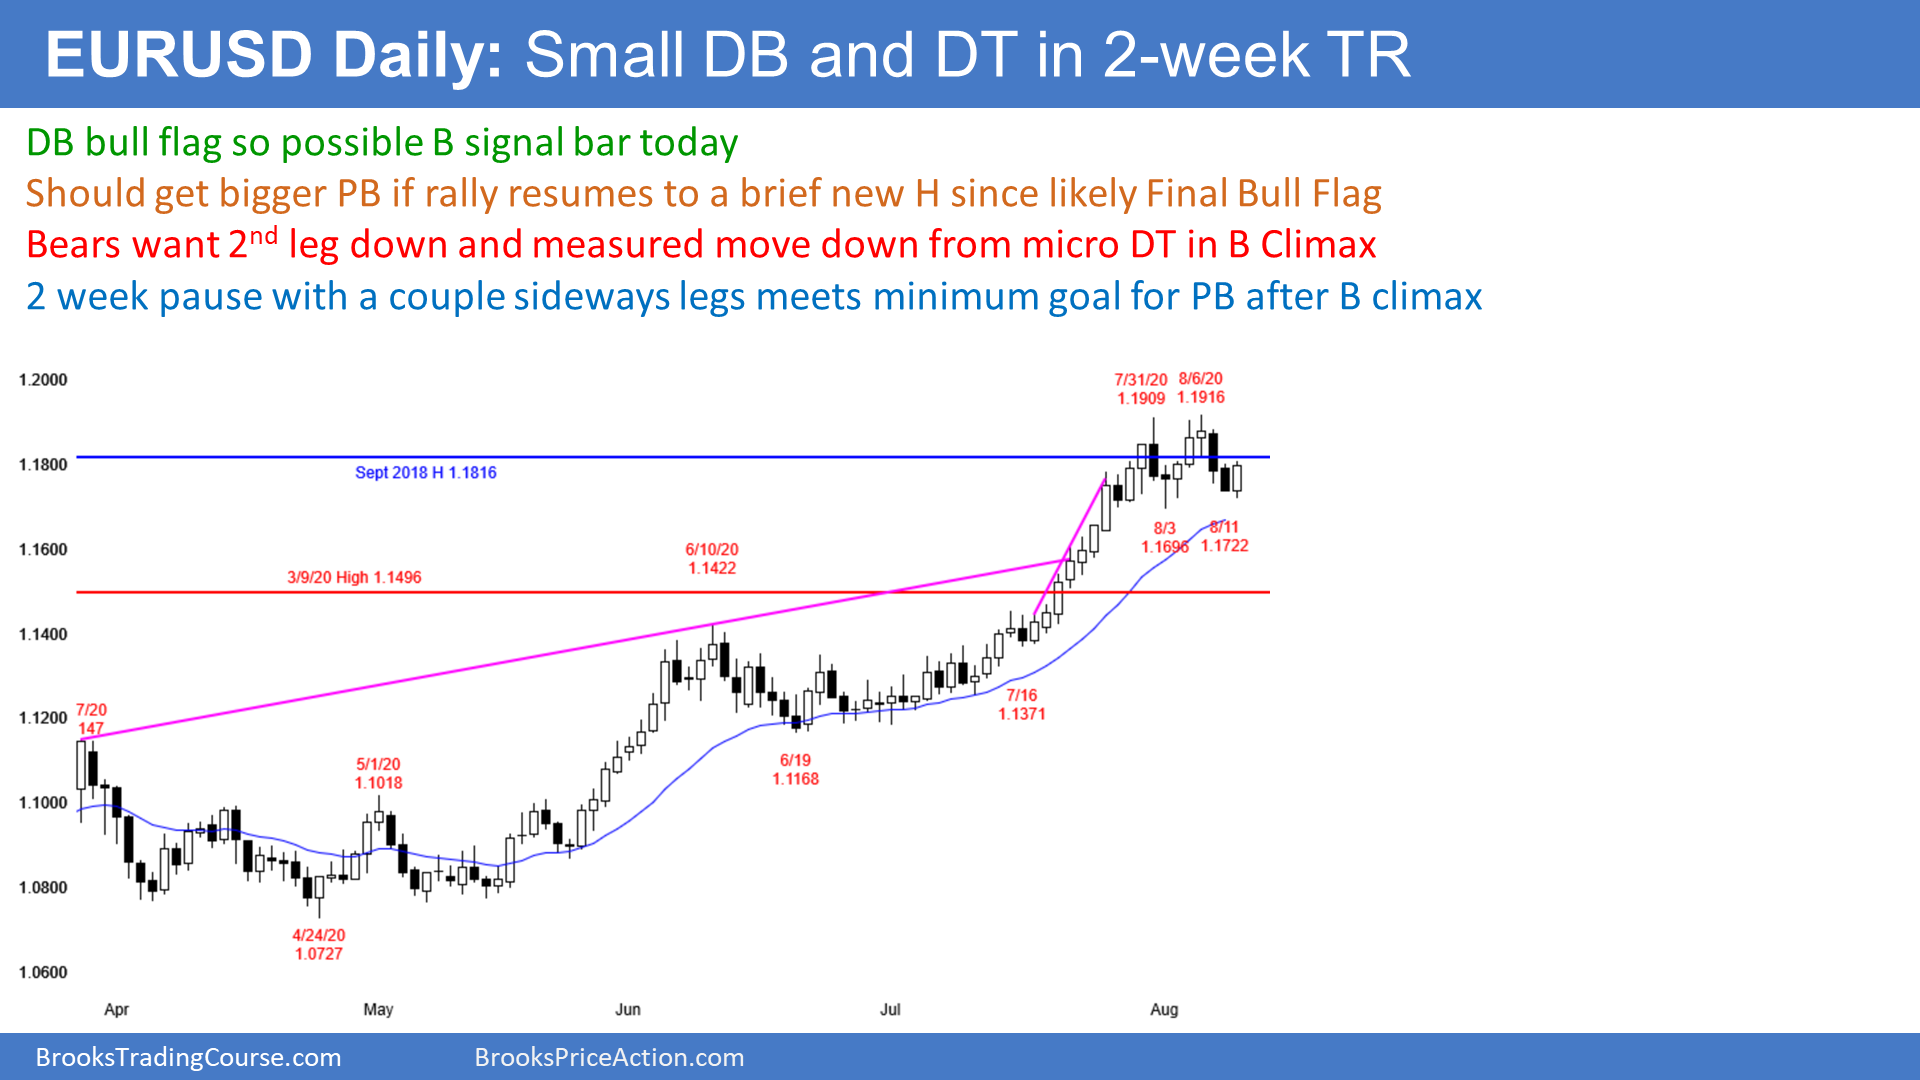 EURUSD Daily: Small DB and DT in 2-week TR
DB bull flag so possible B signal bar today
Should get bigger PB if rally resumes to a brief new H since likely Final Bull Flag
Bears want 2nd leg down and measured move down from micro DT in B Climax
2 week pause with a couple sideways legs meets minimum goal for PB after B climax
1.2000
7/31/20
1.1909
8/6/20
1.1916
1.1800
Sept 2018 H 1.1816
8/3
1.1696
8/11
1.1722
1.1600
6/10/20
1.1422
3/9/20 High 1.1496
1.1400
7/16
1.1371
1.1200
7/20
147
6/19
1.1168
5/1/20
1.1018
1.1000
1.0800
4/24/20
1.0727
1.0600
Apr
May
Jun
Jul
Aug
BrooksTradingCourse.com
BrooksPriceAction.com